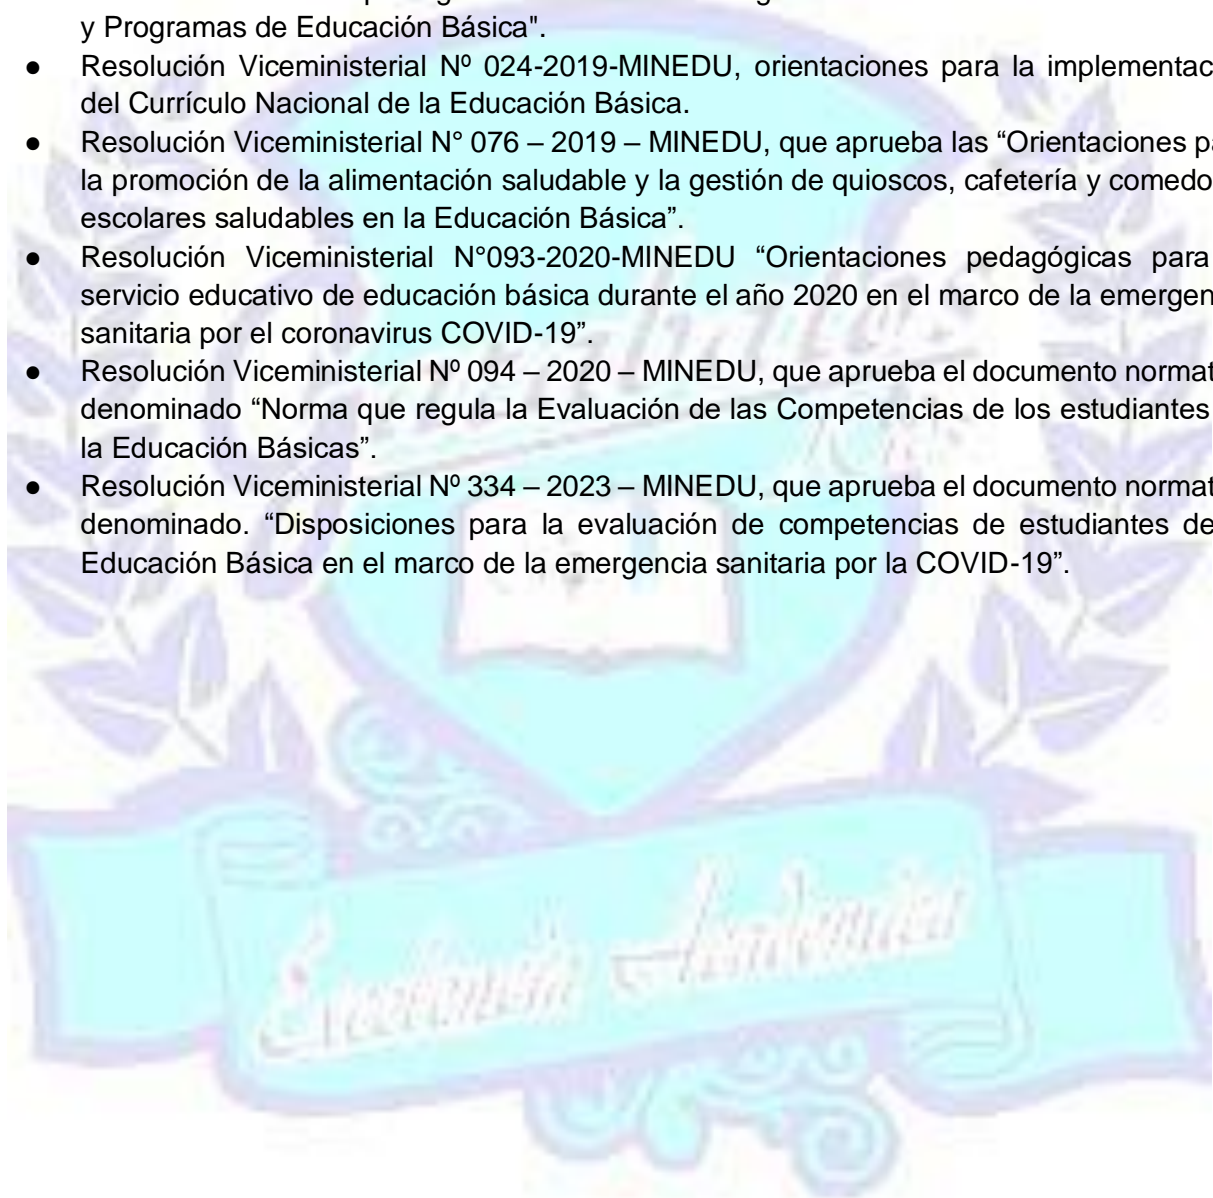 y Programas de Educación Básica".
● Resolución Viceministerial Nº 024-2019-MINEDU, orientaciones para la
del Currículo Nacional de la Educación Básica.
● Resolución Viceministerial N° 076 – 2019 – MINEDU, que aprueba las “Orientaciones
la promoción de la alimentación saludable y la gestión de quioscos, cafetería y
escolares saludables en la Educación Básica”.
● Resolución Viceministerial N°093-2020-MINEDU “Orientaciones pedagógicas para
servicio educativo de educación básica durante el año 2020 en el marco de la
sanitaria por el coronavirus COVID-19”.
● Resolución Viceministerial Nº 094 – 2020 – MINEDU, que aprueba el documento
denominado “Norma que regula la Evaluación de las Competencias de los estudiantes
la Educación Básicas”.
● Resolución Viceministerial Nº 334 – 2023 – MINEDU, que aprueba el documento
denominado. “Disposiciones para la evaluación de competencias de estudiantes de
Educación Básica en el marco de la emergencia sanitaria por la COVID-19”.
Excelencia Academica